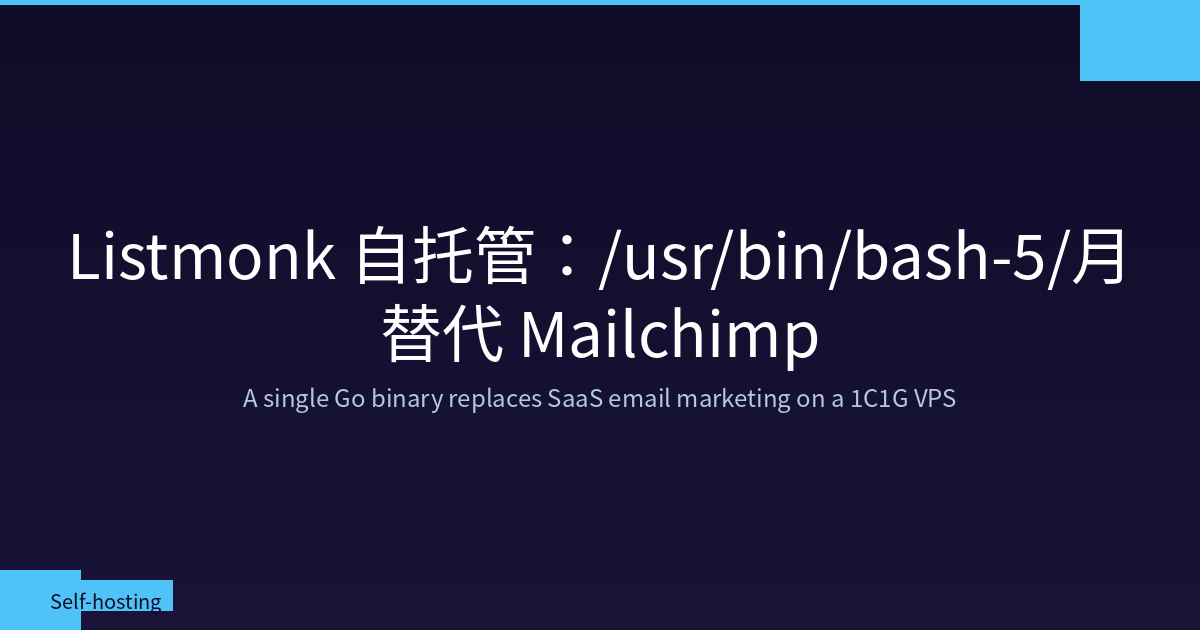 Listmonk 自托管：/usr/bin/bash-5/月
替代 Mailchimp
A single Go binary replaces SaaS email marketing on a 1C1G VPS
Self-hosting